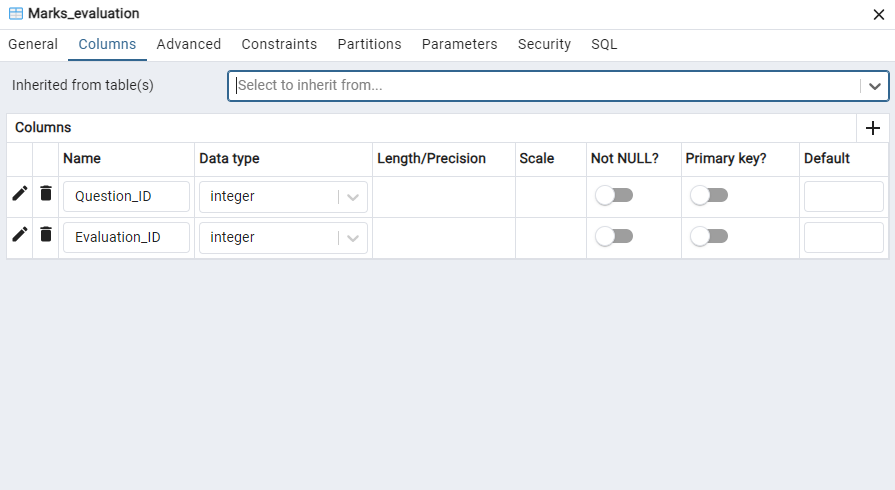 Marks_evaluation
General Columns Advanced Constraints Partitions Parameters Security SQL
Inherited from table(s) Select to inherit from...
Columns
Name Data type Length/Precision Scale Not NULL? Primary key? Default
Question_ID integer
Evaluation_ID integer